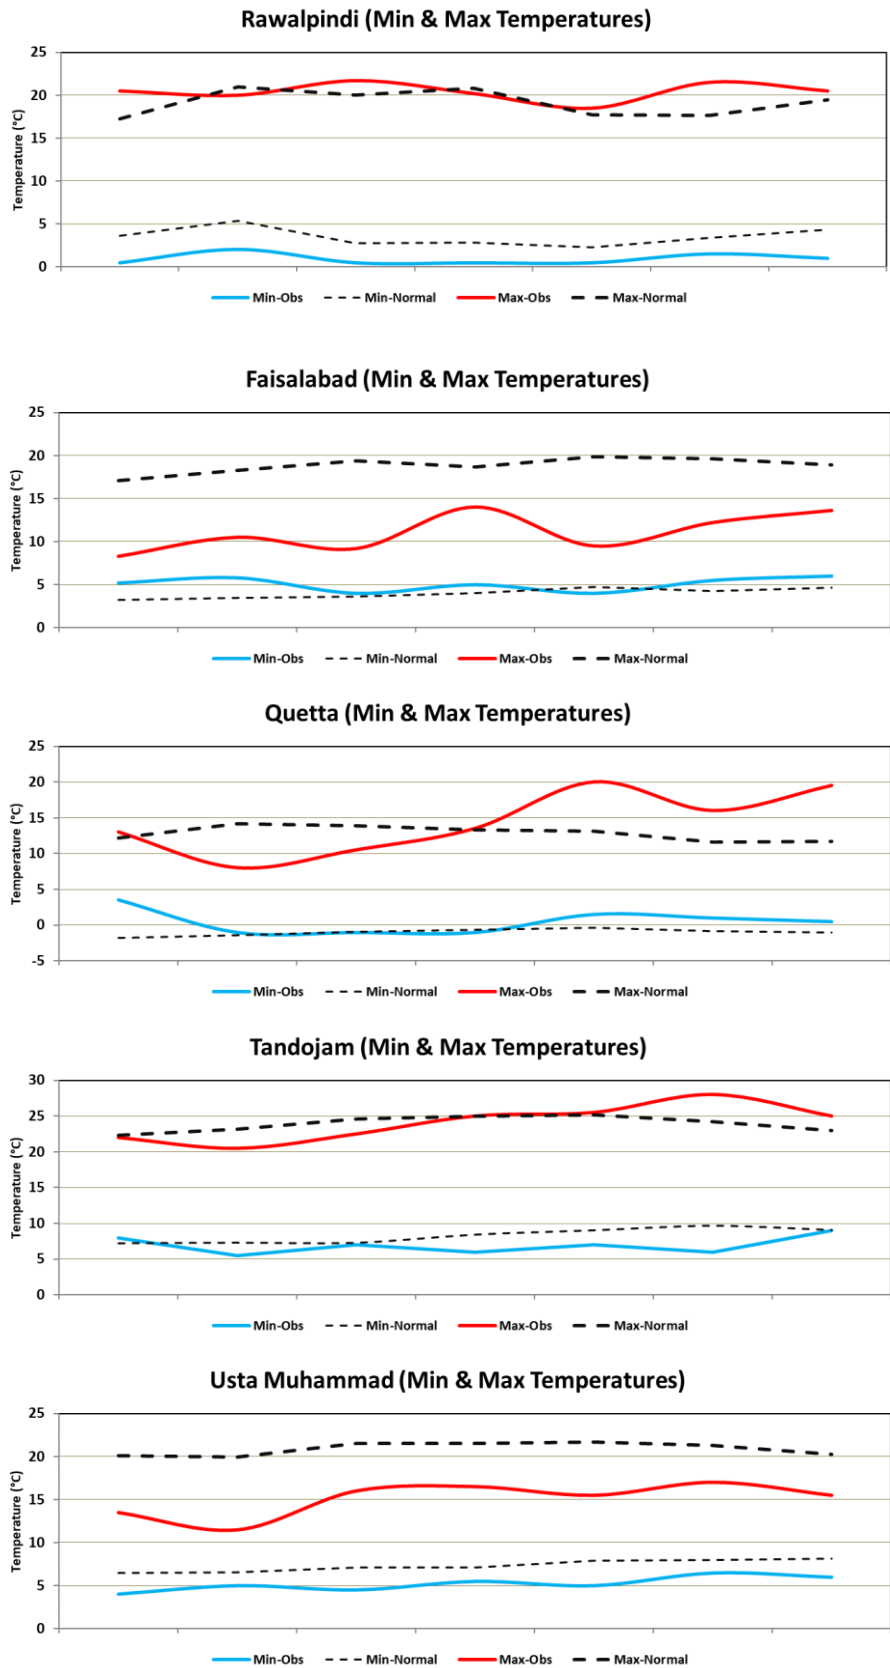 Rawalpindi (Min & Max Temperatures)
25
20
15
10
5
0
Temperature (°C)
Min-Obs Min-Normal Max-Obs Max-Normal
Faisalabad (Min & Max Temperatures)
25
20
15
10
5
0
Temperature (°C)
Min-Obs Min-Normal Max-Obs Max-Normal
Quetta (Min & Max Temperatures)
25
20
15
10
5
0
-5
Temperature (°C)
Min-Obs Min-Normal Max-Obs Max-Normal
Tandojam (Min & Max Temperatures)
30
25
20
15
10
5
0
Temperature (°C)
Min-Obs Min-Normal Max-Obs Max-Normal
Usta Muhammad (Min & Max Temperatures)
25
20
15
10
5
0
Temperature (°C)
Min-Obs Min-Normal Max-Obs Max-Normal